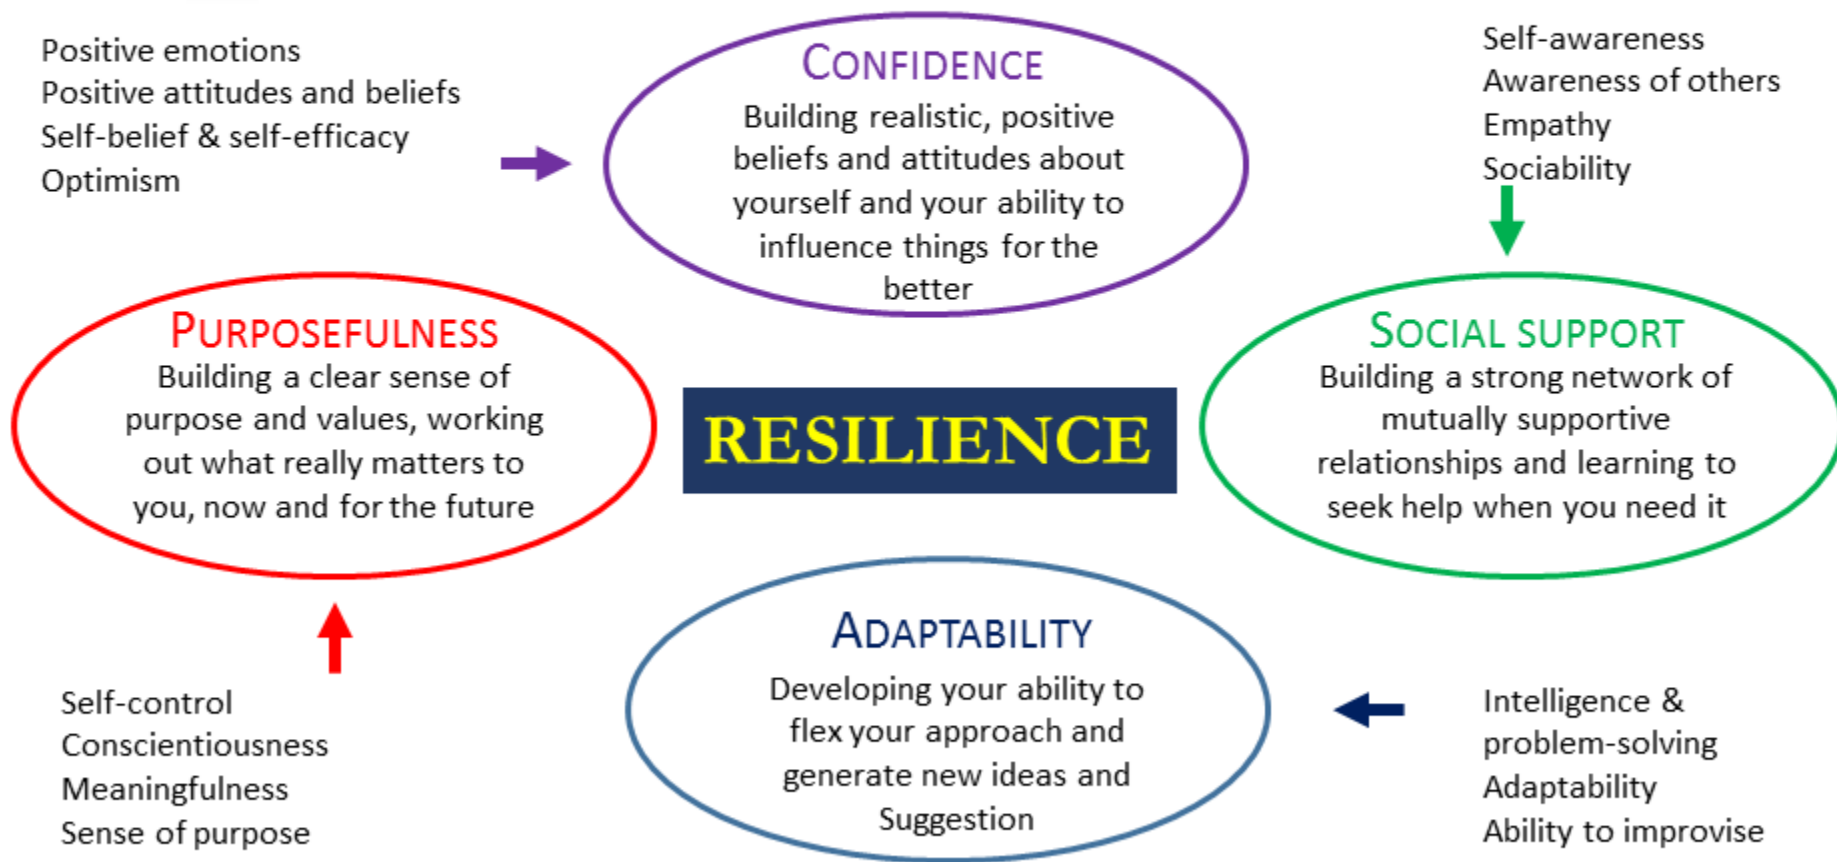 Positive emotions
Positive attitudes and beliefs
Self-belief & self-efficacy
Optimism
CONFIDENCE
Building realistic, positive
beliefs and attitudes about
yourself and your ability to
influence things for the
better
Self-awareness
Awareness of others
Empathy
Sociability
PURPOSEFULNESS
Building a clear sense of
purpose and values, working
out what really matters to
you, now and for the future
RESILIENCE
SOCIAL SUPPORT
Building a strong network of
mutually supportive
relationships and learning to
seek help when you need it
Self-control
Conscientiousness
Meaningfulness
Sense of purpose
ADAPTABILITY
Developing your ability to
flex your approach and
generate new ideas and
Suggestion
Intelligence &
problem-solving
Adaptability
Ability to improvise